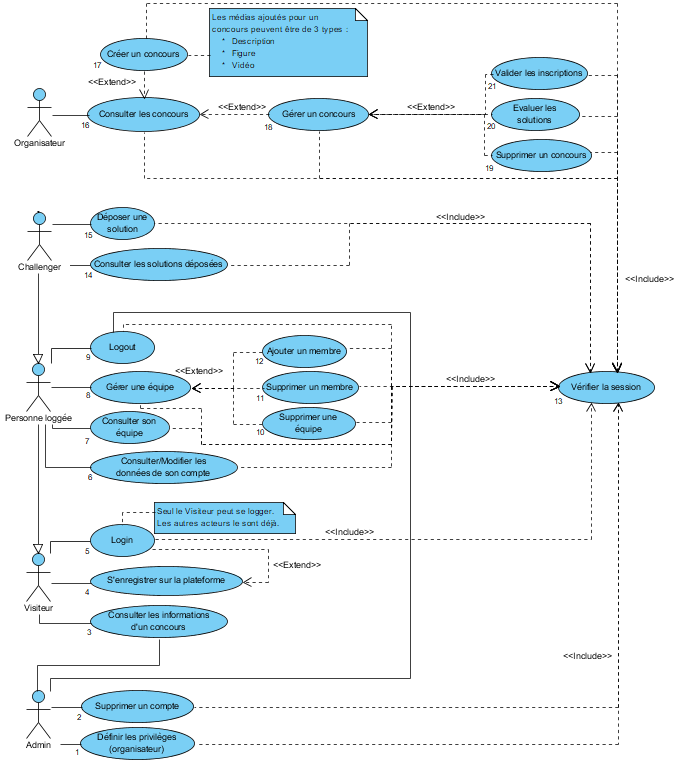 Les médias ajoutés pour un
concours peuvent être de 3 types :
* Description
* Figure
* Vidéo
Créer un concours
17
<<Extend>>
Organisateur
Consulter les concours
16
<<Extend>>
Gérer un concours
18
<<Extend>>
Valider les inscriptions
21
Evaluer les
solutions
20
Supprimer un concours
19
<<Include>>
Challenger
Déposer une
solution
15
Consulter les solutions déposées
14
<<Include>>
Personne loggée
Logout
9
Gérer une équipe
8
<<Extend>>
Ajouter un membre
12
Supprimer un membre
11
Supprimer une
équipe
10
<<Include>>
Vérifier la session
13
Consulter son
équipe
7
Consulter/Modifier les
données de son compte
6
Seul le Visiteur peut se logger.
Les autres acteurs le sont déjà.
Login
5
<<Include>>
<<Extend>>
Visiteur
S'enregistrer sur la plateforme
4
Consulter les informations
d'un concours
3
<<Include>>
Admin
Supprimer un compte
2
Définir les privilèges
(organisateur)
1